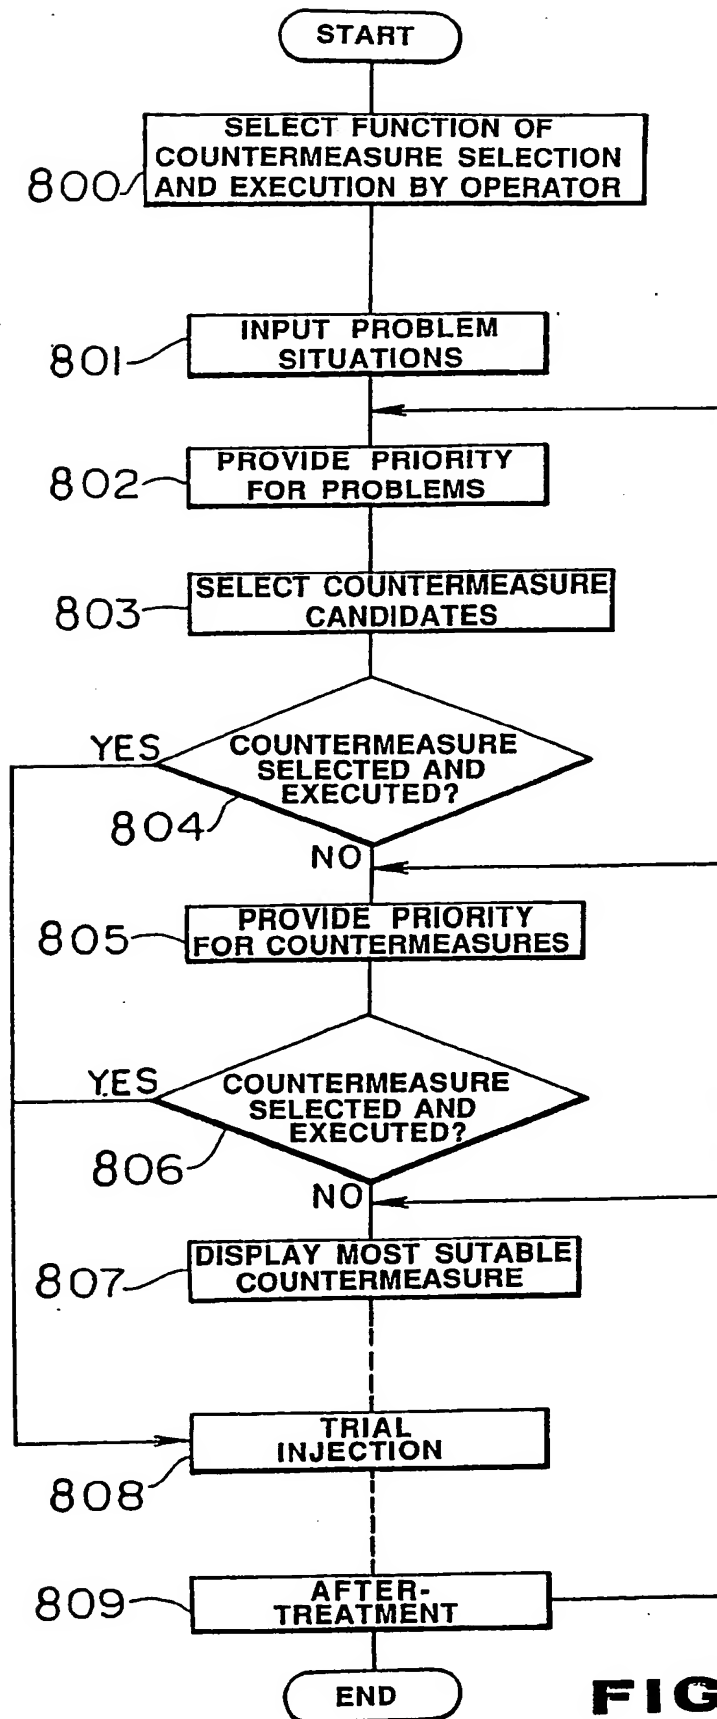 START
SELECT FUNCTION OF
COUNTERMEASURE SELECTION
AND EXECUTION BY OPERATOR
800
INPUT PROBLEM
SITUATIONS
801
PROVIDE PRIORITY
FOR PROBLEMS
802
SELECT COUNTERMEASURE
CANDIDATES
803
YES
COUNTERMEASURE
SELECTED AND
EXECUTED?
804
NO
PROVIDE PRIORITY
FOR COUNTERMEASURES
805
YES
COUNTERMEASURE
SELECTED AND
EXECUTED?
806
NO
DISPLAY MOST SUTABLE
COUNTERMEASURE
807
TRIAL
INJECTION
808
AFTER-
TREATMENT
809
END
FIG